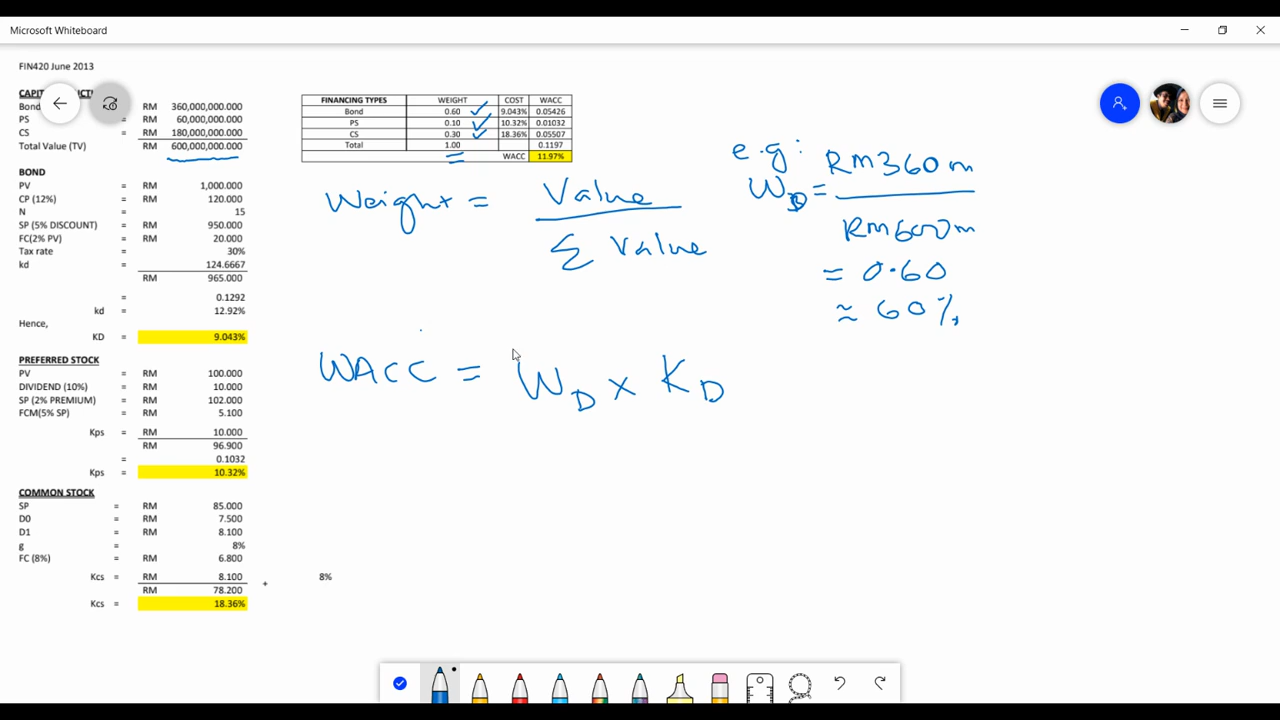 Microsoft Whiteboard
FIN420 June 2013
Bond RM 360,000,000.000
PS RM 60,000,000.000
CS RM 180,000,000.000
Total Value (TV) RM 600,000,000.000
BOND
PV = RM 1,000.000
CP (12%) = RM 120.000
N = 15
SP (5% DISCOUNT) = RM 950.000
FC(2% PV) = RM 20.000
Tax rate = 30%
kd = 124.6667
RM 965.000
= 0.1292
kd = 12.92%
Hence,
KD = 9.043%
PREFERRED STOCK
PV = RM 100.000
DIVIDEND (10%) = RM 10.000
SP (2% PREMIUM) = RM 102.000
FCM(5% SP) = RM 5.100
Kps = RM 10.000
RM 96.900
= 0.1032
Kps = 10.32%
COMMON STOCK
SP = RM 85.000
D0 = RM 7.500
D1 = RM 8.100
g = 8%
FC (8%) = RM 6.800
Kcs = RM 8.100 + 8%
RM 78.200
Kcs = 18.36%
FINANCING TYPES WEIGHT COST WACC
Bond 0.60 9.043% 0.05426
PS 0.10 10.32% 0.01032
CS 0.30 18.36% 0.05507
Total 1.00 0.1197
WACC 11.97%
Weight = Value
Σ Value
e.g:
W_D = RM360m
RM600m
= 0.60
≈ 60%
WACC = W_D × K_D